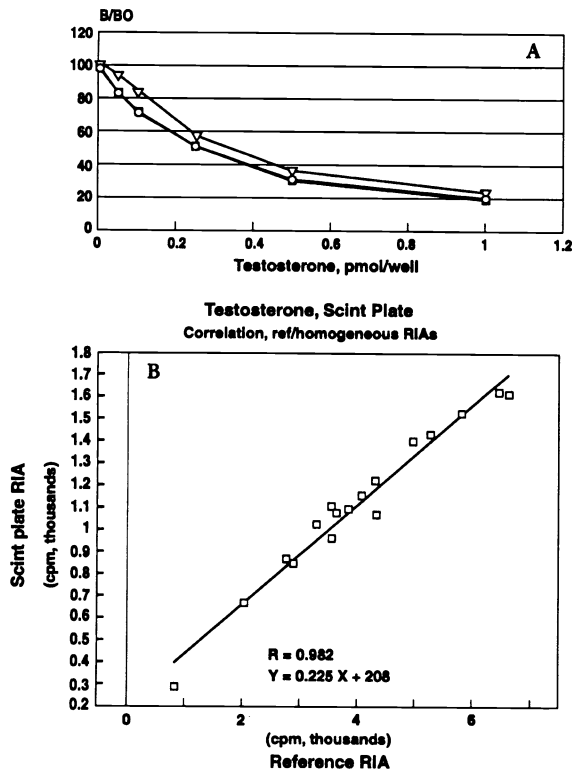 B/BO
A
120
100
80
60
40
20
0
0 0.2 0.4 0.6 0.8 1 1.2
Testosterone, pmol/well
Testosterone, Scint Plate
Correlation, ref/homogeneous RIAs
B
1.8
1.7
1.6
1.5
1.4
1.3
1.2
1.1
1
0.9
0.8
0.7
0.6
0.5
0.4
0.3
0.2
Scint plate RIA
(cpm, thousands)
R = 0.982
Y = 0.225 X + 208
0 2 4 6
(cpm, thousands)
Reference RIA